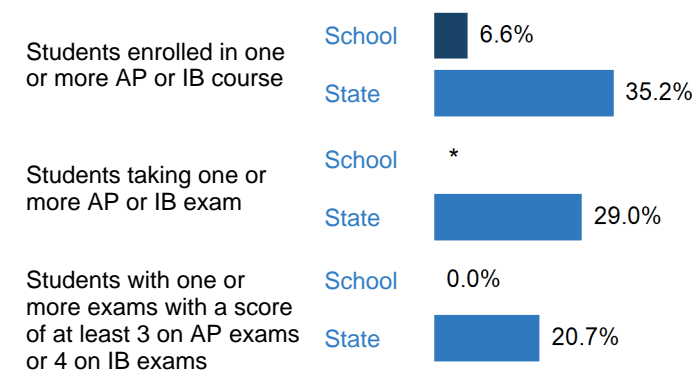 Students enrolled in one
or more AP or IB course
School
6.6%
State
35.2%
Students taking one or
more AP or IB exam
School
*
State
29.0%
Students with one or
more exams with a score
of at least 3 on AP exams
or 4 on IB exams
School
0.0%
State
20.7%